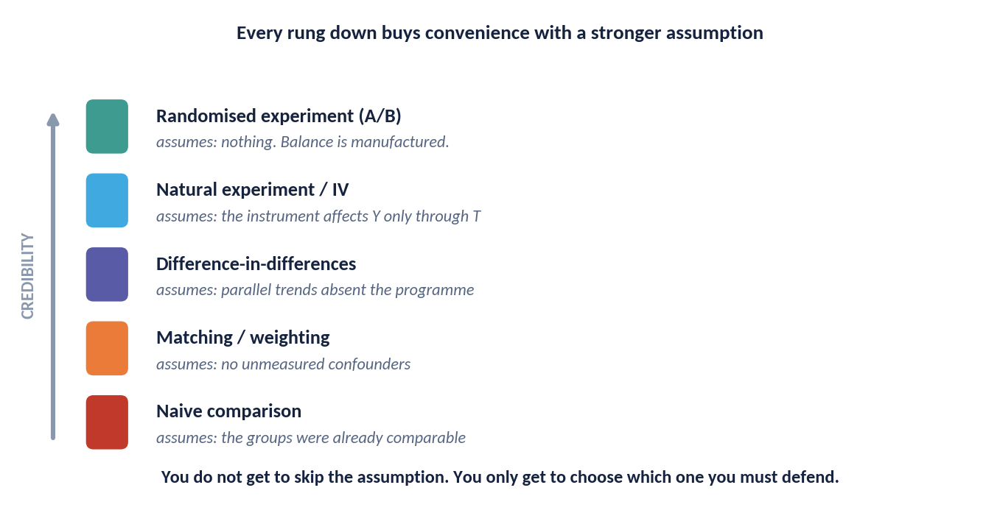 Every rung down buys convenience with a stronger assumption
Randomised experiment (A/B)
assumes: nothing. Balance is manufactured.
Natural experiment / IV
assumes: the instrument affects Y only through T
Difference-in-differences
assumes: parallel trends absent the programme
Matching / weighting
assumes: no unmeasured confounders
Naive comparison
assumes: the groups were already comparable
CREDIBILITY
You do not get to skip the assumption. You only get to choose which one you must defend.